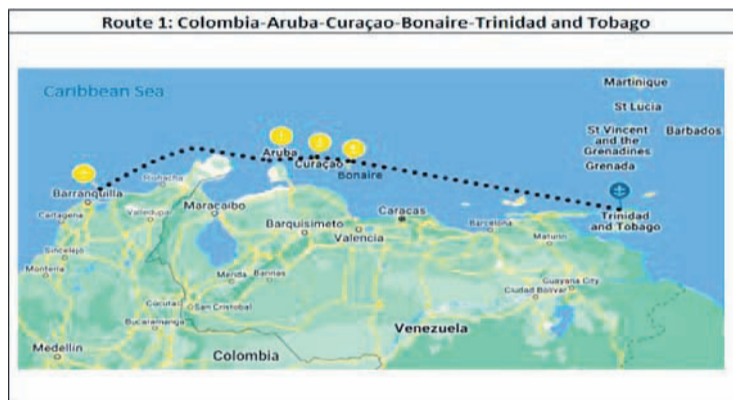 Route 1: Colombia-Aruba-Curaçao-Bonaire-Trinidad and Tobago
Caribbean Sea
Martinique
St Lucia
St Vincent
and the
Grenadines
Barbados
Grenada
Aruba
Curaçao
Bonaire
Riohacha
Barranquilla
Cartagena
Valledupar
Maracaibo
Barquisimeto
Caracas
Valencia
Barcelona
Maturin
Trinidad
and Tobago
Sincelejo
Monteria
Merida
Barinas
Guayana City
Ciudad Bolivar
Cucuta
San Cristobal
Bucaramanga
Medellin
Colombia
Venezuela